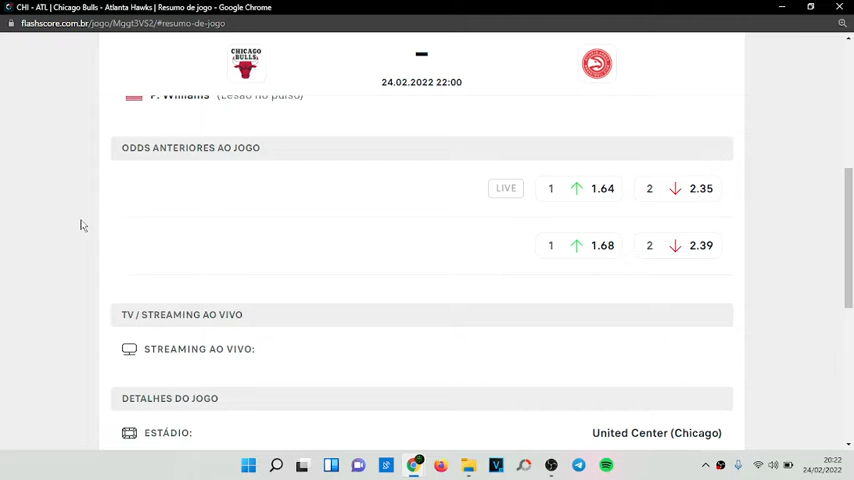 CHI - ATL | Chicago Bulls - Atlanta Hawks | Resumo de jogo - Google Chrome
flashscore.com.br/jogo/Mggt3VS2/#resumo-de-jogo
CHICAGO
BULLS
-
24.02.2022 22:00
P. Williams (Lesão no pulso)
ODDS ANTERIORES AO JOGO
LIVE 1 1.64 2 2.35
1 1.68 2 2.39
TV / STREAMING AO VIVO
STREAMING AO VIVO:
DETALHES DO JOGO
ESTÁDIO: United Center (Chicago)
20:22
24/02/2022